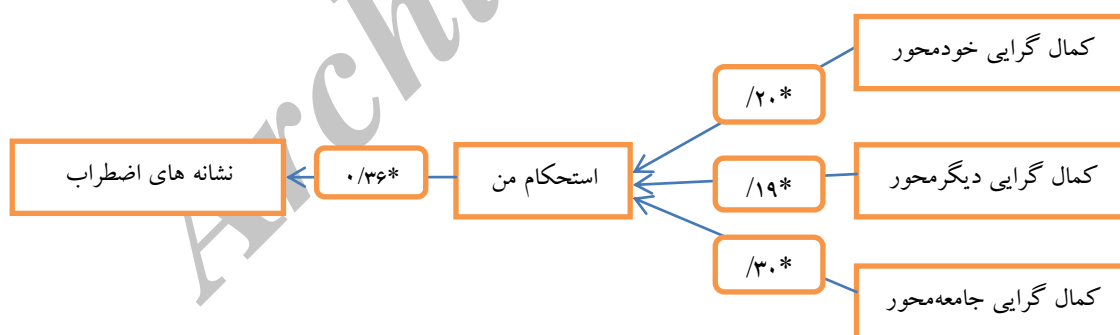 کمال گرایی خودمحور
/۲۰*
کمال گرایی دیگرمحور
/۱۹*
استحکام من
۰/۳۶*
نشانه های اضطراب
/۳۰*
کمال گرایی جامعه‌محور